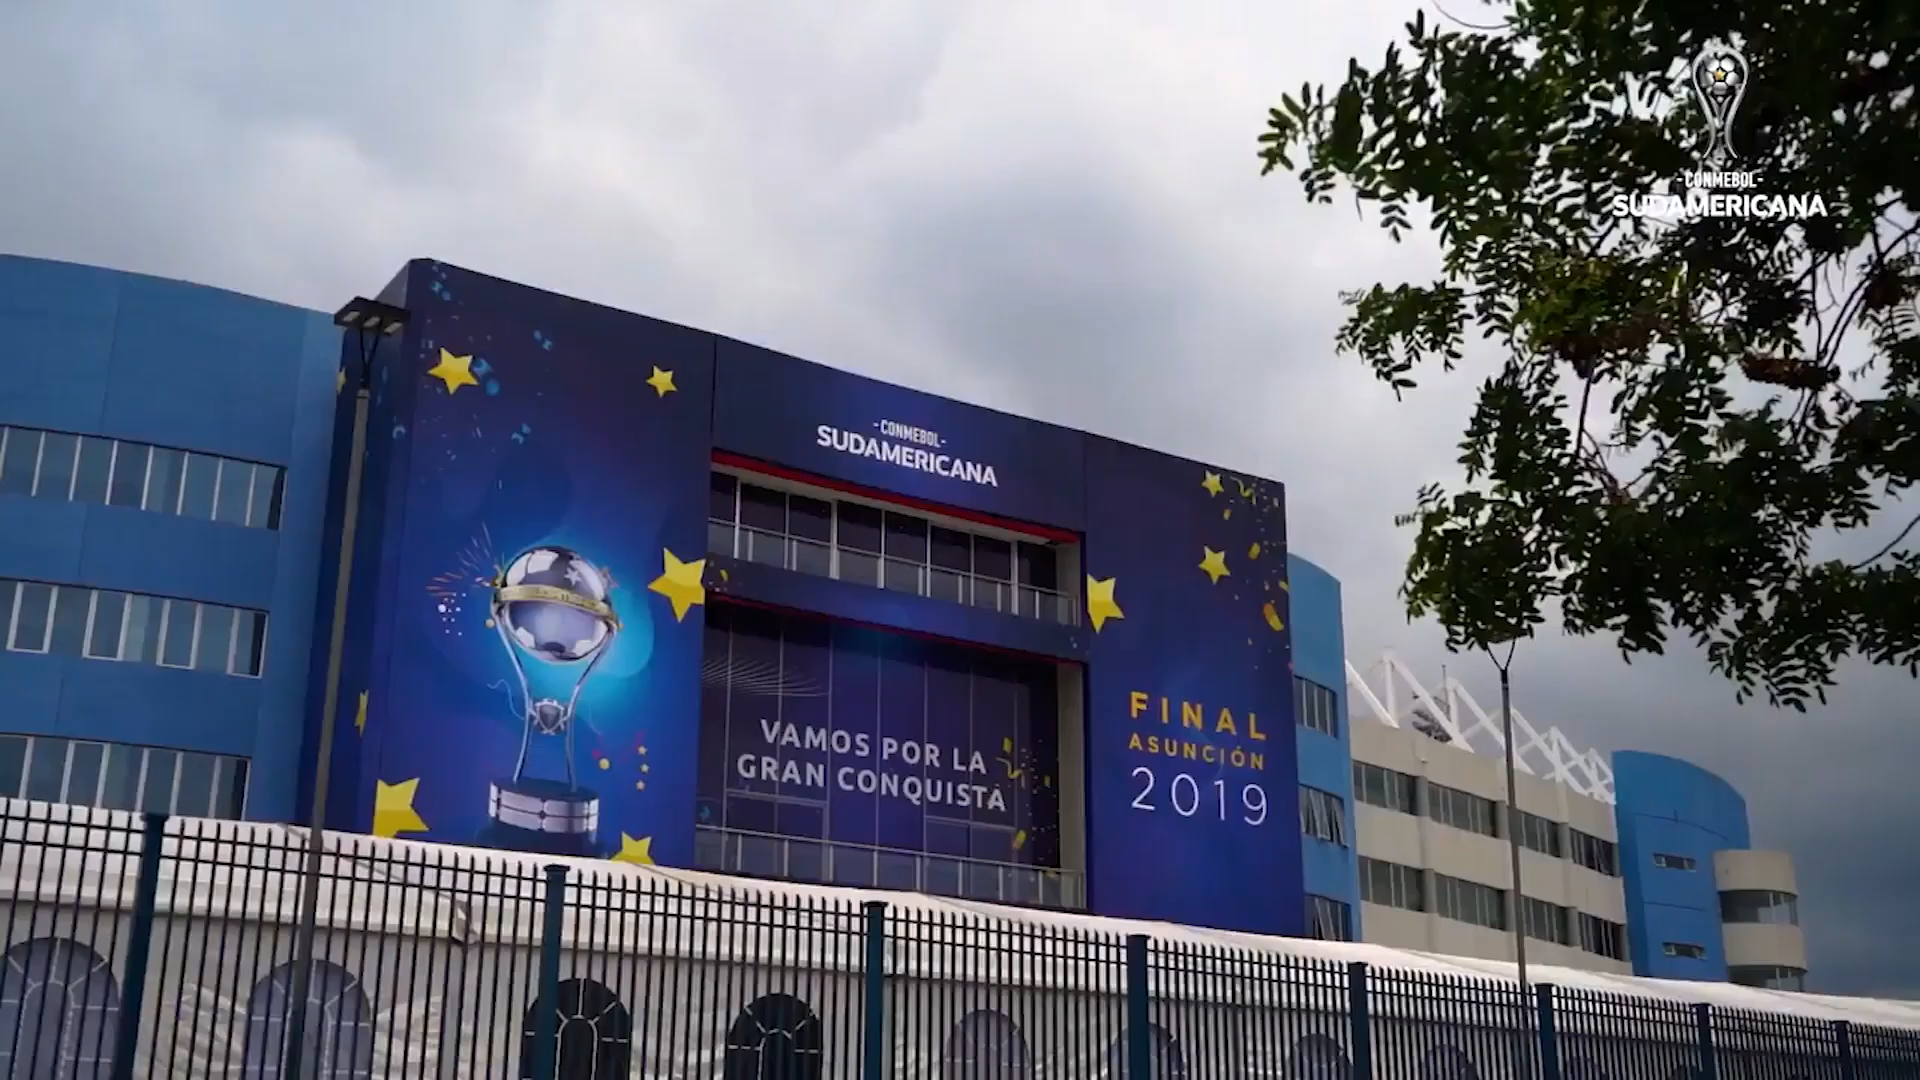 -CONMEBOL-
SUDAMERICANA
-CONMEBOL-
SUDAMERICANA
VAMOS POR LA
GRAN CONQUISTA
FINAL
ASUNCIÓN
2019